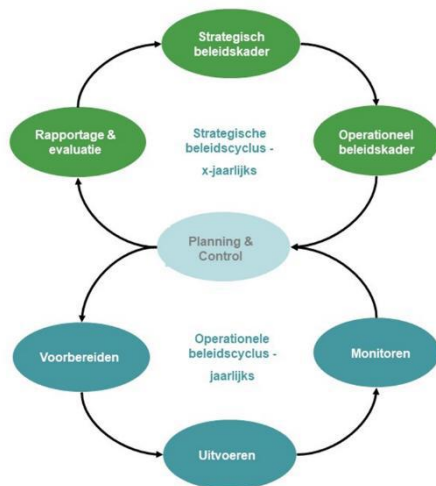 Strategisch
beleidskader
Rapportage &
evaluatie
Strategische
beleidscyclus -
x-jaarlijks
Operationeel
beleidskader
Planning &
Control
Voorbereiden
Operationele
beleidscyclus -
jaarlijks
Monitoren
Uitvoeren